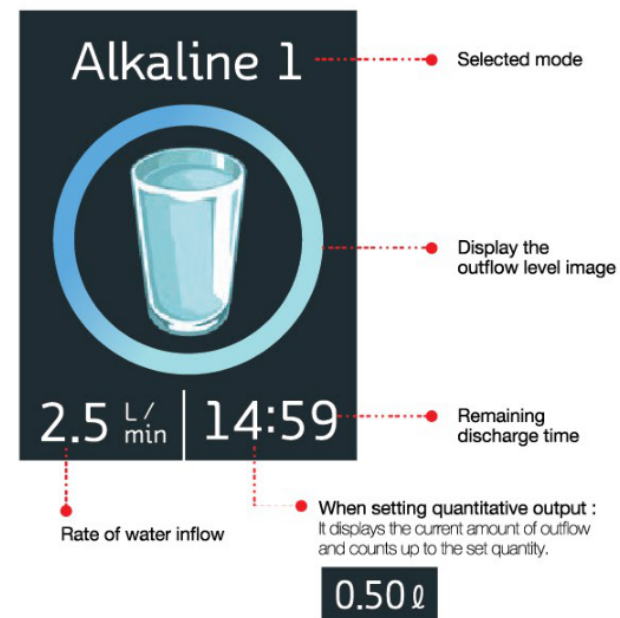 Alkaline 1
Selected mode
Display the
outflow level image
2.5 L/min
14:59
Remaining
discharge time
Rate of water inflow
When setting quantitative output :
It displays the current amount of outflow
and counts up to the set quantity.
0.50 ℓ